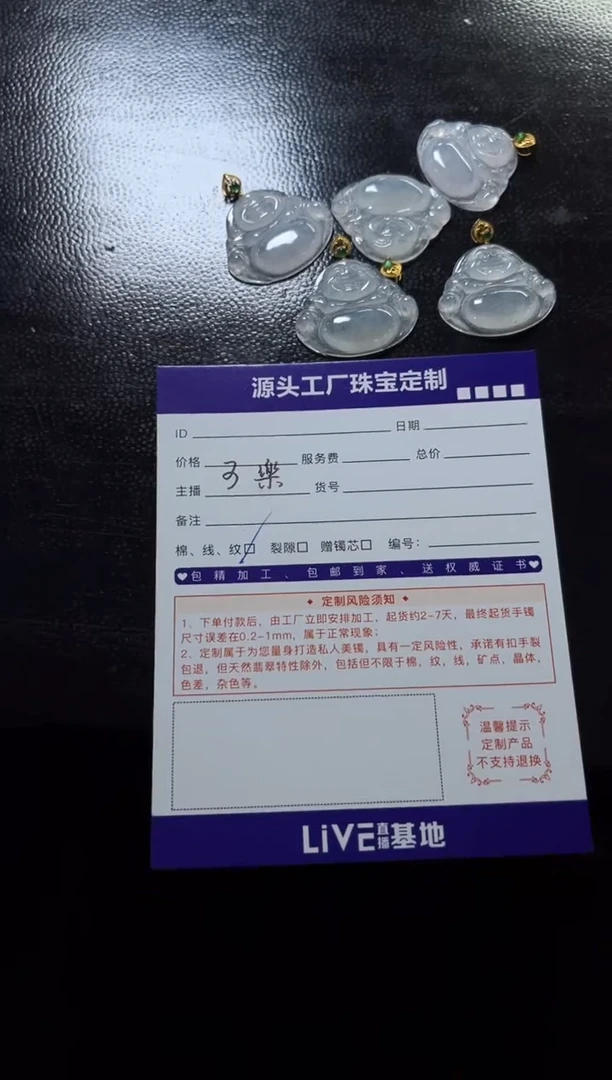 源头工厂珠宝定制
ID 日期
价格 服务费 总价
主播 可樂 货号
备注
棉、线、纹□ 裂隙□ 赠镯芯□ 编号：
包精加工、包邮到家、送权威证书
定制风险须知
1、下单付款后，由工厂立即安排加工，起货约2-7天，最终起货手镯
尺寸误差在0.2-1mm，属于正常现象；
2、定制属于为您量身打造私人美镯，具有一定风险性，承诺有扣手裂
包退，但天然翡翠特性除外，包括但不限于棉，纹，线，矿点，晶体，
色差，杂色等。
温馨提示
定制产品
不支持退换
LiVE直播基地